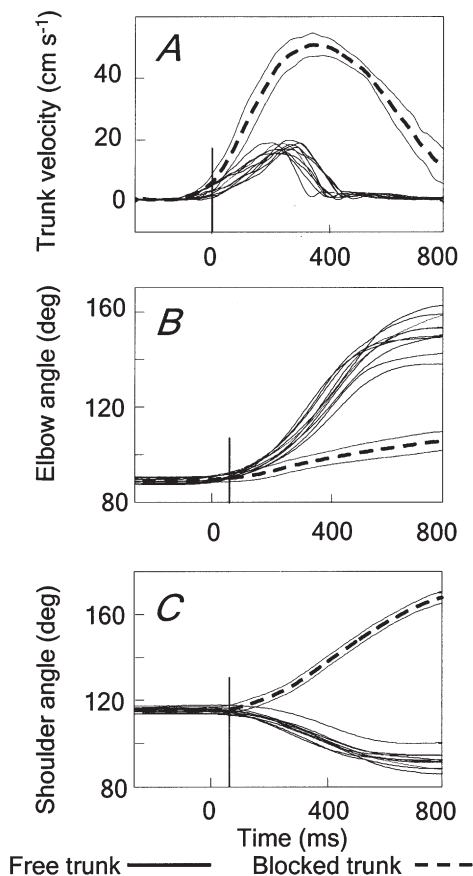 A
Trunk velocity (cm s⁻¹)
40
20
0
0 400 800
B
Elbow angle (deg)
160
120
80
0 400 800
C
Shoulder angle (deg)
160
120
80
0 400 800
Time (ms)
Free trunk Blocked trunk